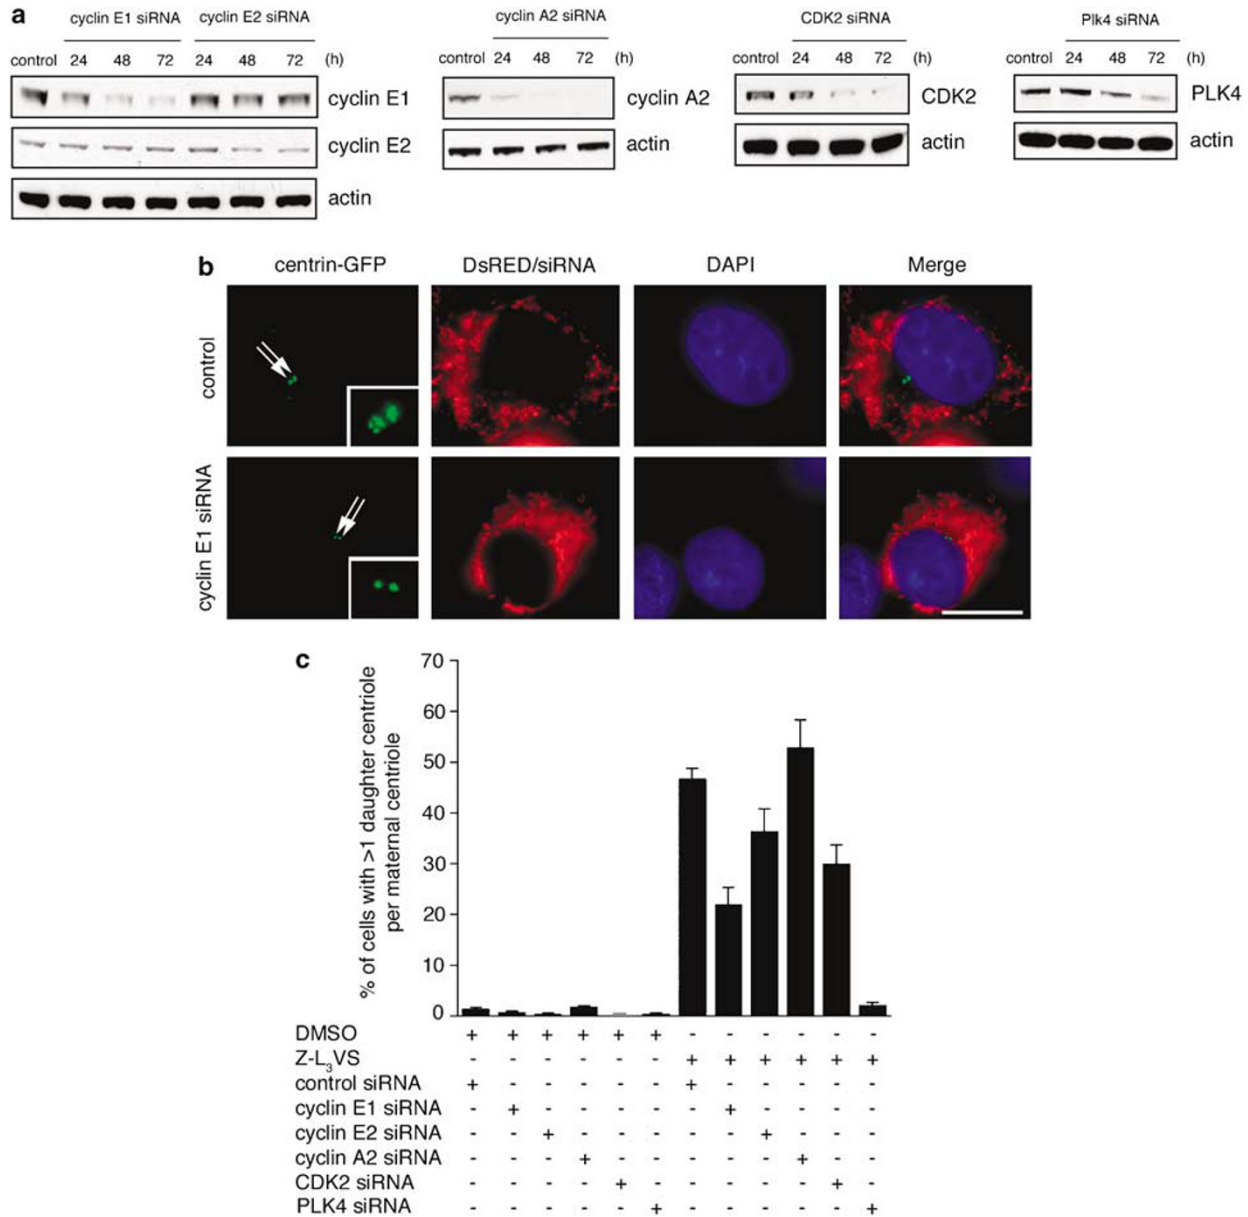 a
cyclin E1 siRNA cyclin E2 siRNA
control 24 48 72 24 48 72 (h)
cyclin E1
cyclin E2
actin
cyclin A2 siRNA
control 24 48 72 (h)
cyclin A2
actin
CDK2 siRNA
control 24 48 72 (h)
CDK2
actin
Plk4 siRNA
control 24 48 72 (h)
PLK4
actin
b
centrin-GFP DsRED/siRNA DAPI Merge
control
cyclin E1 siRNA
c
% of cells with >1 daughter centriole
per maternal centriole
70
60
50
40
30
20
10
0
DMSO + + + + + + - - - - - -
Z-L3VS - - - - - - + + + + + +
control siRNA + - - - - - + - - - - -
cyclin E1 siRNA - + - - - - - + - - - -
cyclin E2 siRNA - - + - - - - - + - - -
cyclin A2 siRNA - - - + - - - - - + - -
CDK2 siRNA - - - - + - - - - - + -
PLK4 siRNA - - - - - + - - - - - +